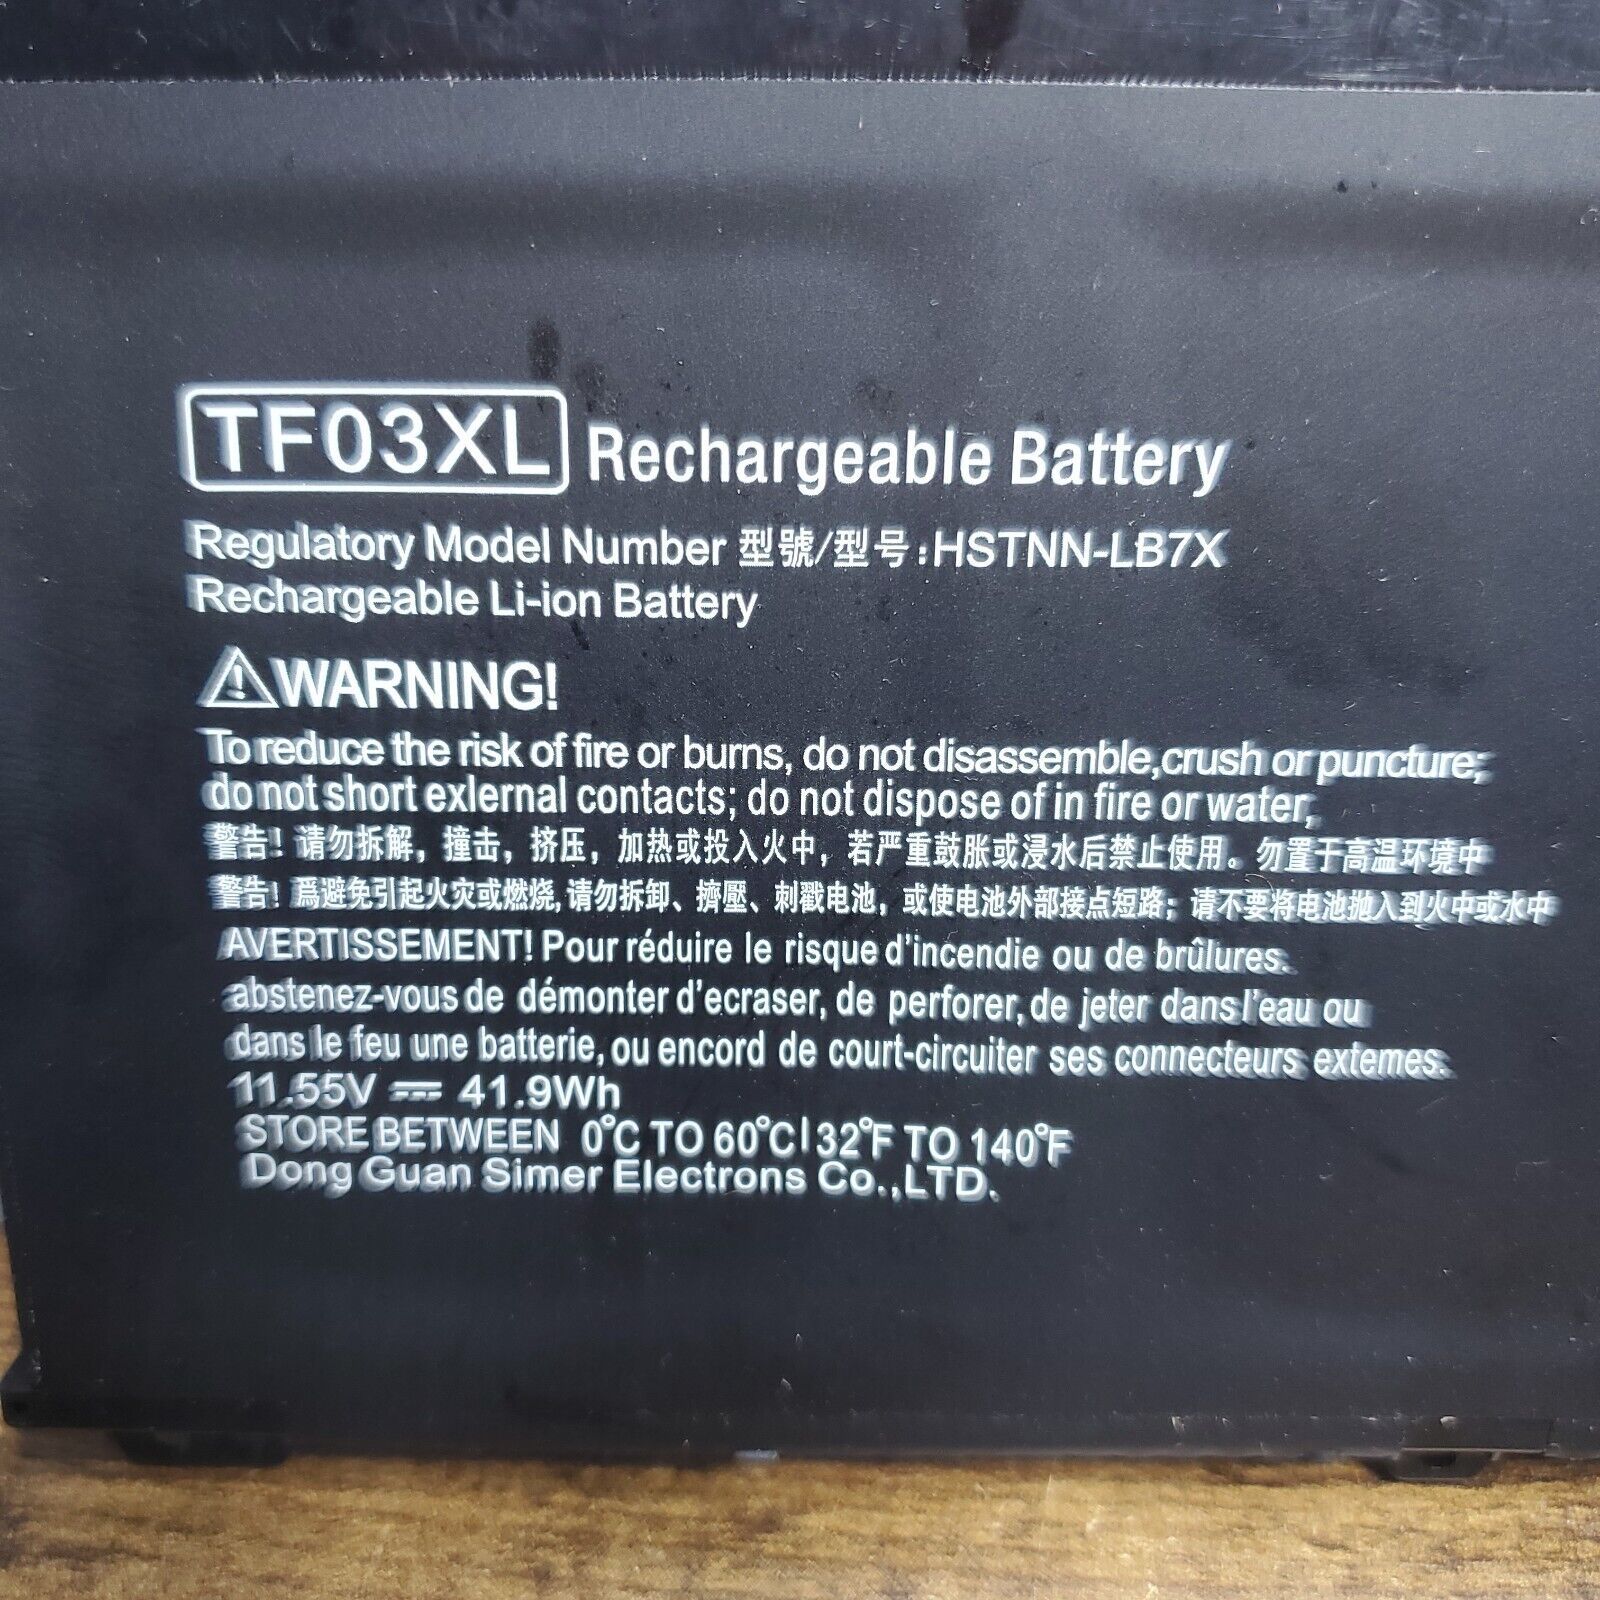 TF03XL Rechargeable Battery
Regulatory Model Number 型號/型号:HSTNN-LB7X
Rechargeable Li-ion Battery
⚠WARNING!
To reduce the risk of fire or burns, do not disassemble,crush or puncture;
do not short exlernal contacts; do not dispose of in fire or water,
警告! 请勿拆解，撞击，挤压，加热或投入火中，若严重鼓胀或浸水后禁止使用。勿置于高温环境中
警告! 爲避免引起火灾或燃烧,请勿拆卸、擠壓、刺戳电池，或使电池外部接点短路；请不要将电池抛入到火中或水中
AVERTISSEMENT! Pour réduire le risque d'incendie ou de brûlures.
abstenez-vous de démonter d'ecraser, de perforer, de jeter dans l'eau ou
dans le feu une batterie, ou encord de court-circuiter ses connecteurs extemes.
11.55V ⎓ 41.9Wh
STORE BETWEEN 0°C TO 60°C|32°F TO 140°F
Dong Guan Simer Electrons Co.,LTD.